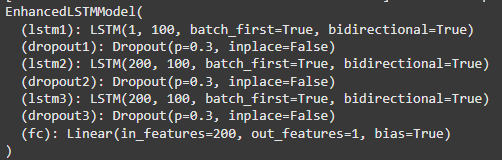 EnhancedLSTMModel(
  (lstm1): LSTM(1, 100, batch_first=True, bidirectional=True)
  (dropout1): Dropout(p=0.3, inplace=False)
  (lstm2): LSTM(200, 100, batch_first=True, bidirectional=True)
  (dropout2): Dropout(p=0.3, inplace=False)
  (lstm3): LSTM(200, 100, batch_first=True, bidirectional=True)
  (dropout3): Dropout(p=0.3, inplace=False)
  (fc): Linear(in_features=200, out_features=1, bias=True)
)